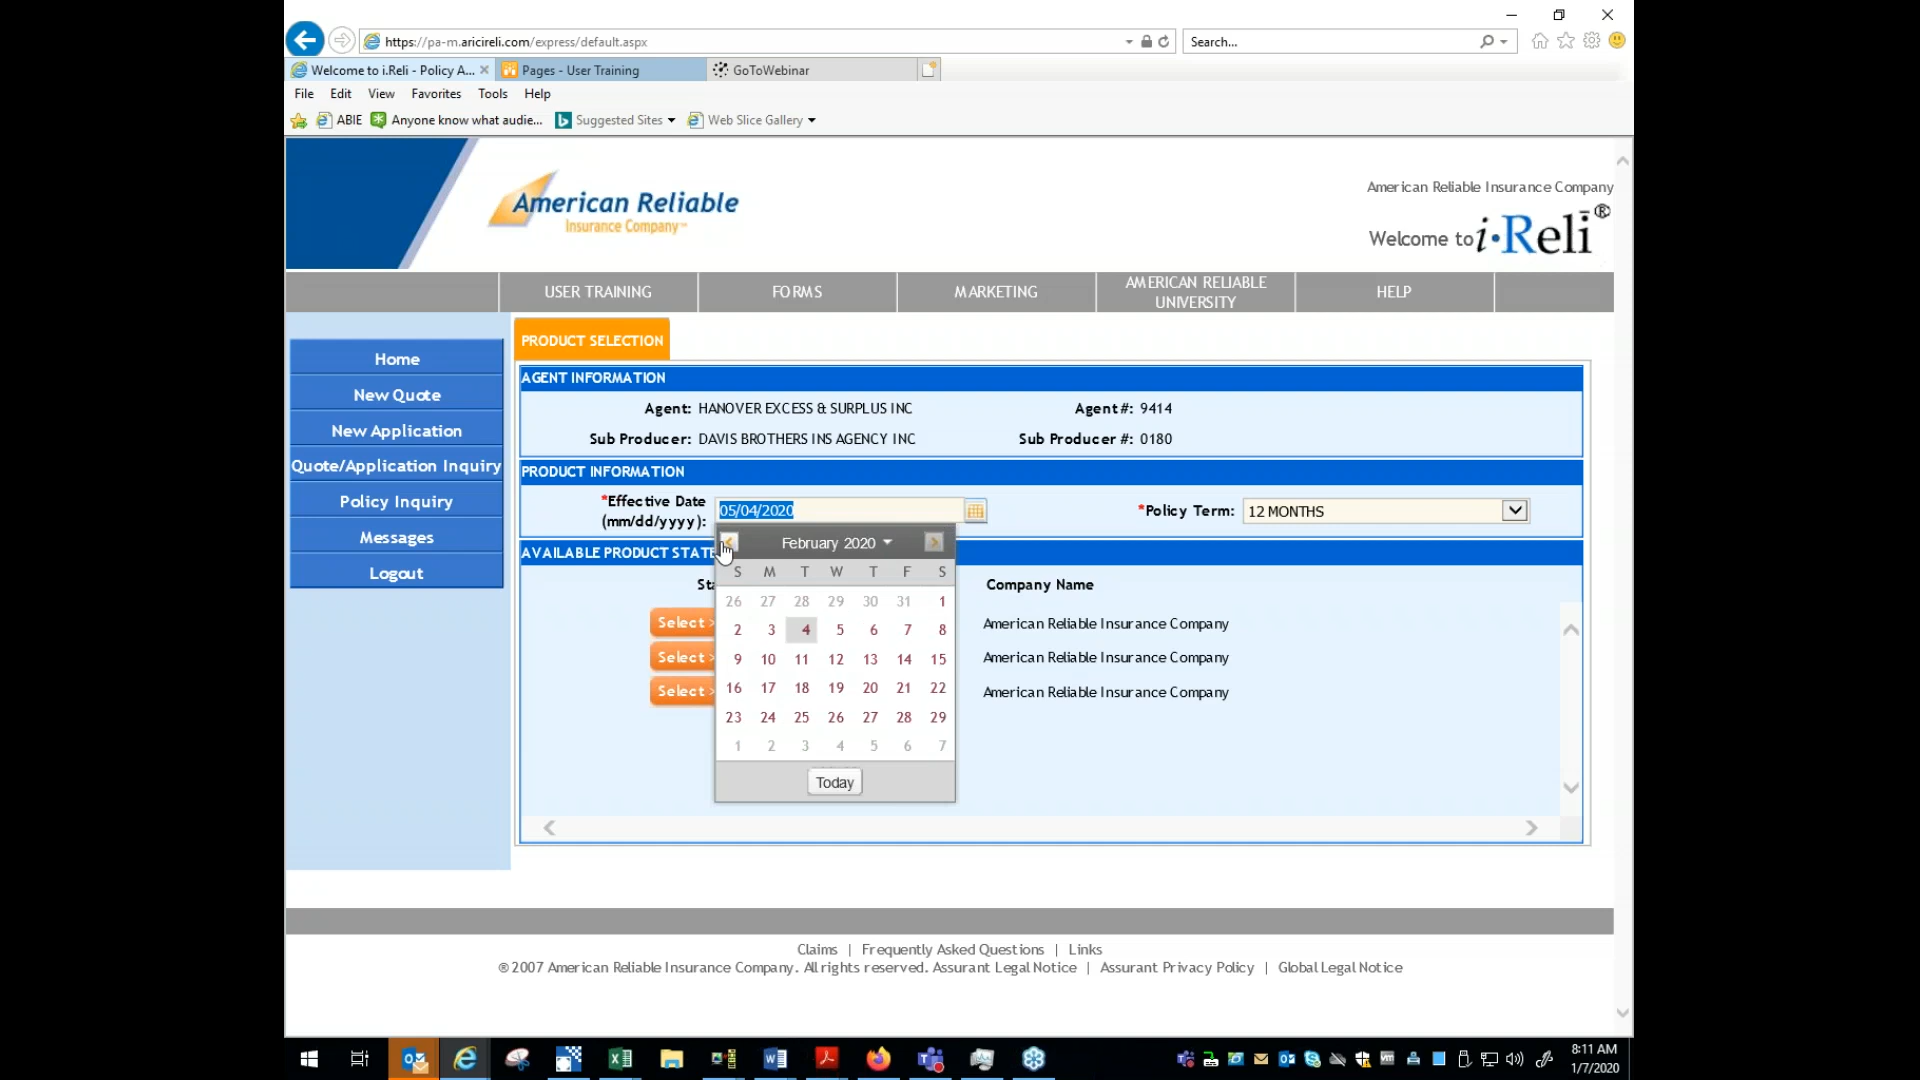 https://pa-m.aricireli.com/express/default.aspx
Search...
Welcome to i.Reli - Policy A...
Pages - User Training
GoToWebinar
File Edit View Favorites Tools Help
ABIE Anyone know what audie... Suggested Sites Web Slice Gallery
American Reliable
Insurance Company
American Reliable Insurance Company
Welcome to i•Reli®
USER TRAINING
FORMS
MARKETING
AMERICAN RELIABLE
UNIVERSITY
HELP
Home
New Quote
New Application
Quote/Application Inquiry
Policy Inquiry
Messages
Logout
PRODUCT SELECTION
AGENT INFORMATION
Agent: HANOVER EXCESS & SURPLUS INC Agent #: 9414
Sub Producer: DAVIS BROTHERS INS AGENCY INC Sub Producer #: 0180
PRODUCT INFORMATION
*Effective Date
(mm/dd/yyyy):
05/04/2020
*Policy Term: 12 MONTHS
AVAILABLE PRODUCT STATE
Company Name
Select > American Reliable Insurance Company
Select > American Reliable Insurance Company
Select > American Reliable Insurance Company
February 2020
S M T W T F S
26 27 28 29 30 31 1
2 3 4 5 6 7 8
9 10 11 12 13 14 15
16 17 18 19 20 21 22
23 24 25 26 27 28 29
1 2 3 4 5 6 7
Today
Claims | Frequently Asked Questions | Links
® 2007 American Reliable Insurance Company. All rights reserved. Assurant Legal Notice | Assurant Privacy Policy | Global Legal Notice
8:11 AM
1/7/2020